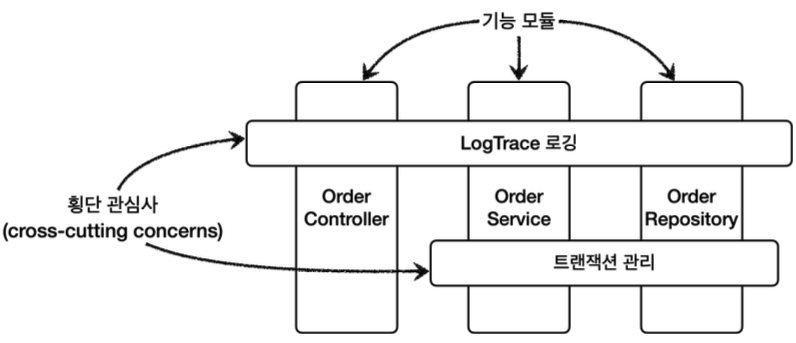 기능 모듈
LogTrace 로깅
횡단 관심사
(cross-cutting concerns)
Order
Controller
Order
Service
Order
Repository
트랜잭션 관리